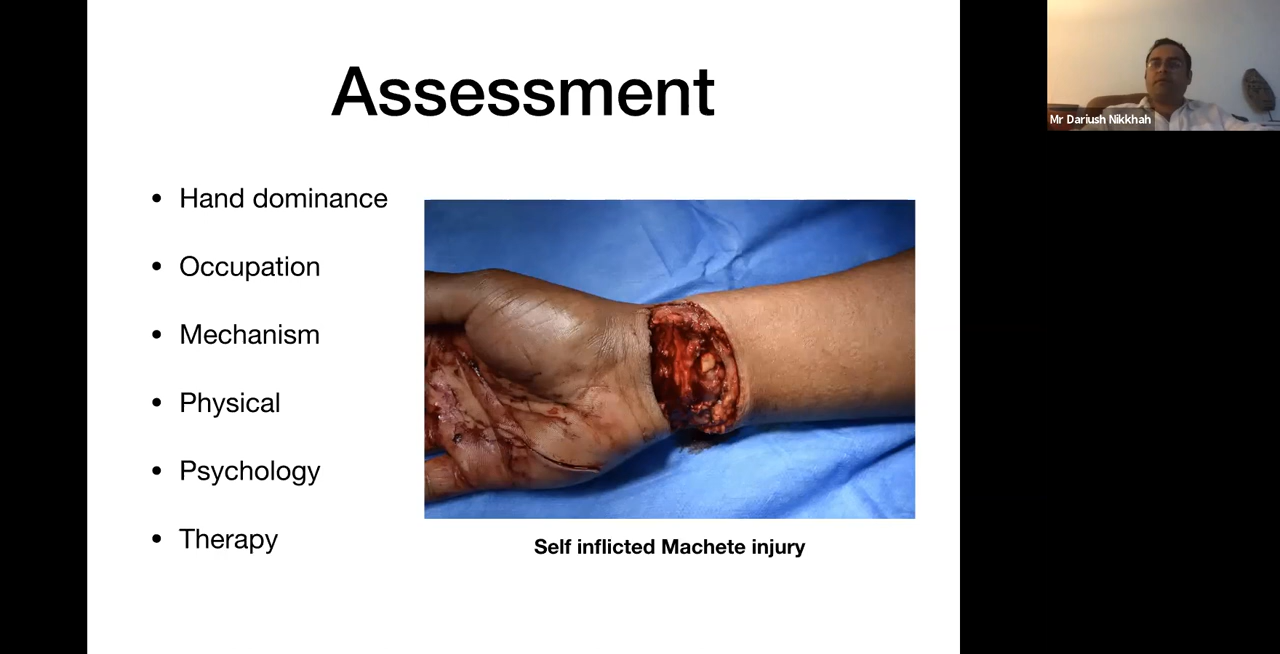 Assessment
• Hand dominance
• Occupation
• Mechanism
• Physical
• Psychology
• Therapy
Self inflicted Machete injury
Mr Dariush Nikkhah